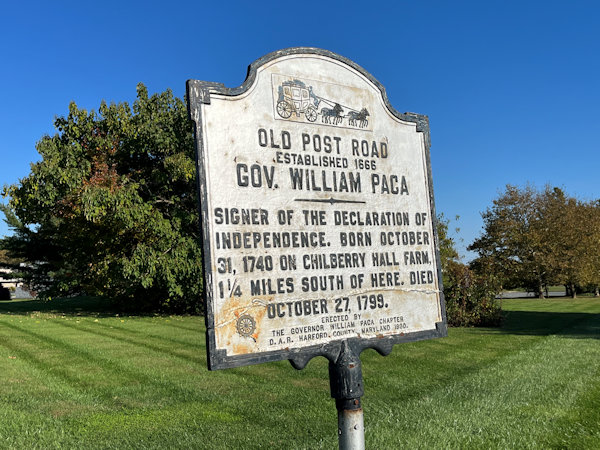 OLD POST ROAD
ESTABLISHED 1666
GOV. WILLIAM PACA
SIGNER OF THE DECLARATION OF
INDEPENDENCE. BORN OCTOBER
31, 1740 ON CHILBERRY HALL FARM,
1¼ MILES SOUTH OF HERE. DIED
OCTOBER 27, 1799.
ERECTED BY
THE GOVERNOR WILLIAM PACA CHAPTER
D.A.R. HARFORD, COUNTY, MARYLAND 1930.